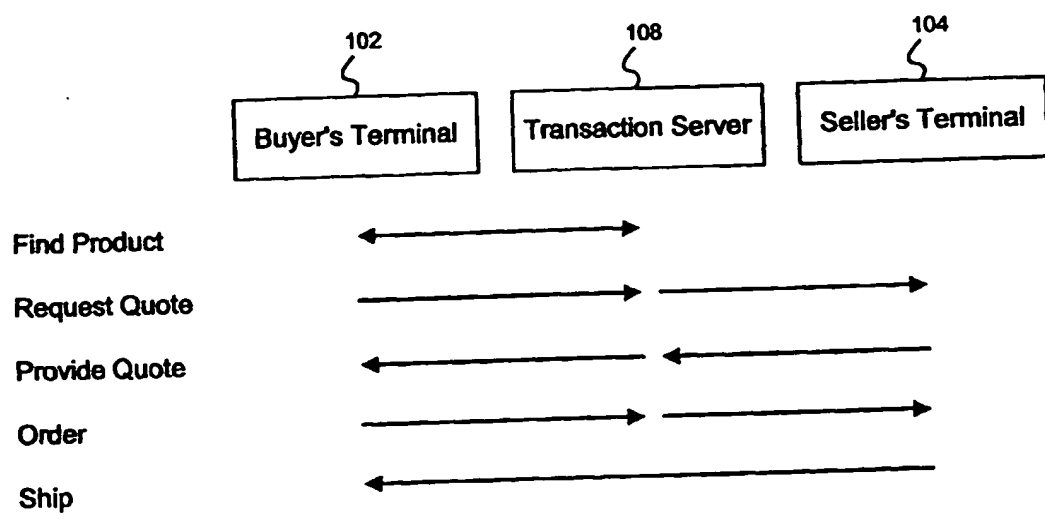 102
108
104
Buyer's Terminal
Transaction Server
Seller's Terminal
Find Product
Request Quote
Provide Quote
Order
Ship